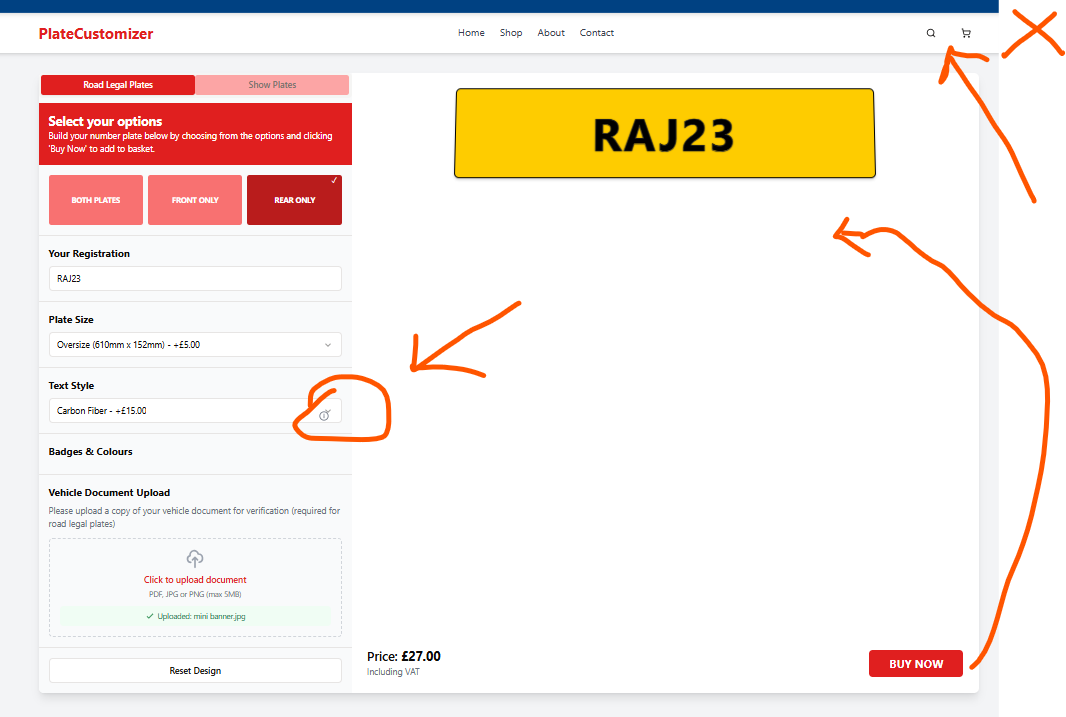 PlateCustomizer
Home Shop About Contact
Road Legal Plates Show Plates
Select your options
Build your number plate below by choosing from the options and clicking
'Buy Now' to add to basket.
BOTH PLATES FRONT ONLY REAR ONLY
Your Registration
RAJ23
Plate Size
Oversize (610mm x 152mm) - +£5.00
Text Style
Carbon Fiber - +£15.00
Badges & Colours
Vehicle Document Upload
Please upload a copy of your vehicle document for verification (required for
road legal plates)
Click to upload document
PDF, JPG or PNG (max 5MB)
Uploaded: mini banner.jpg
Reset Design
RAJ23
Price: £27.00
Including VAT
BUY NOW